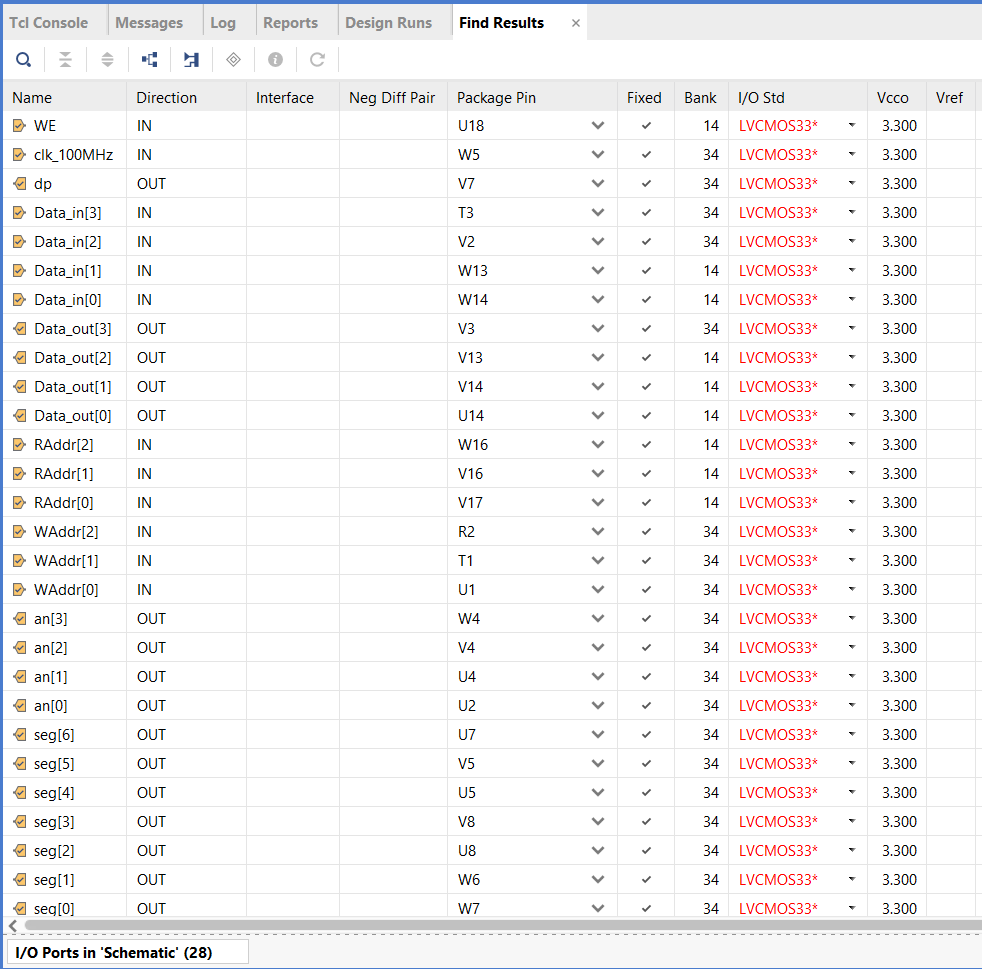 Tcl Console Messages Log Reports Design Runs Find Results ×
Name Direction Interface Neg Diff Pair Package Pin Fixed Bank I/O Std Vcco Vref
WE IN U18 14 LVCMOS33* 3.300
clk_100MHz IN W5 34 LVCMOS33* 3.300
dp OUT V7 34 LVCMOS33* 3.300
Data_in[3] IN T3 34 LVCMOS33* 3.300
Data_in[2] IN V2 34 LVCMOS33* 3.300
Data_in[1] IN W13 14 LVCMOS33* 3.300
Data_in[0] IN W14 14 LVCMOS33* 3.300
Data_out[3] OUT V3 34 LVCMOS33* 3.300
Data_out[2] OUT V13 14 LVCMOS33* 3.300
Data_out[1] OUT V14 14 LVCMOS33* 3.300
Data_out[0] OUT U14 14 LVCMOS33* 3.300
RAddr[2] IN W16 14 LVCMOS33* 3.300
RAddr[1] IN V16 14 LVCMOS33* 3.300
RAddr[0] IN V17 14 LVCMOS33* 3.300
WAddr[2] IN R2 34 LVCMOS33* 3.300
WAddr[1] IN T1 34 LVCMOS33* 3.300
WAddr[0] IN U1 34 LVCMOS33* 3.300
an[3] OUT W4 34 LVCMOS33* 3.300
an[2] OUT V4 34 LVCMOS33* 3.300
an[1] OUT U4 34 LVCMOS33* 3.300
an[0] OUT U2 34 LVCMOS33* 3.300
seg[6] OUT U7 34 LVCMOS33* 3.300
seg[5] OUT V5 34 LVCMOS33* 3.300
seg[4] OUT U5 34 LVCMOS33* 3.300
seg[3] OUT V8 34 LVCMOS33* 3.300
seg[2] OUT U8 34 LVCMOS33* 3.300
seg[1] OUT W6 34 LVCMOS33* 3.300
seg[0] OUT W7 34 LVCMOS33* 3.300
I/O Ports in 'Schematic' (28)